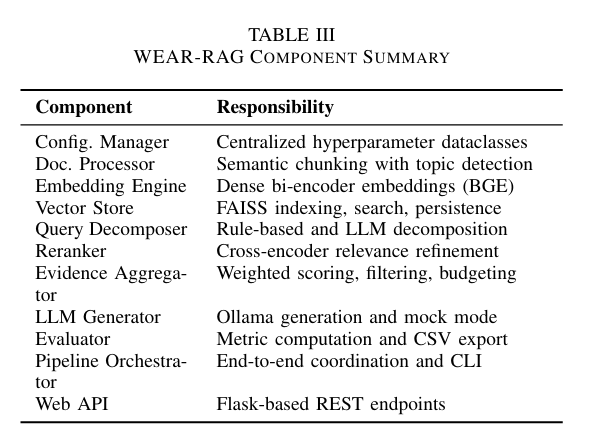 TABLE III
WEAR-RAG COMPONENT SUMMARY
Component Responsibility
Config. Manager Centralized hyperparameter dataclasses
Doc. Processor Semantic chunking with topic detection
Embedding Engine Dense bi-encoder embeddings (BGE)
Vector Store FAISS indexing, search, persistence
Query Decomposer Rule-based and LLM decomposition
Reranker Cross-encoder relevance refinement
Evidence Aggrega- Weighted scoring, filtering, budgeting
tor
LLM Generator Ollama generation and mock mode
Evaluator Metric computation and CSV export
Pipeline Orchestra- End-to-end coordination and CLI
tor
Web API Flask-based REST endpoints